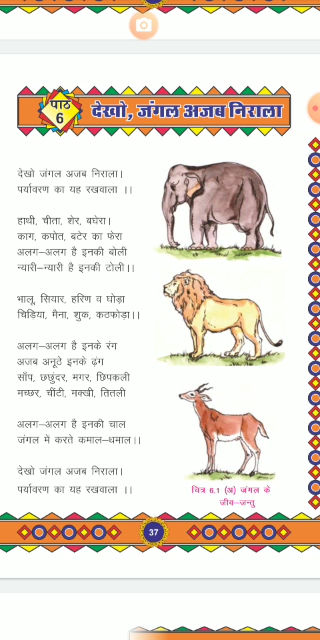 पाठ
6
देखो, जंगल अजब निराला
देखो जंगल अजब निराला।
पर्यावरण का यह रखवाला ।।
हाथी, चीता, शेर, बघेरा।
काग, कपोत, बटेर का फेरा
अलग–अलग है इनकी बोली
न्यारी–न्यारी है इनकी टोली।।
भालू, सियार, हरिण व घोड़ा
चिडिया, मैना, शुक, कठफोड़ा।।
अलग–अलग है इनके रंग
अजब अनूठे इनके ढ़ंग
साँप, छछुंदर, मगर, छिपकली
मच्छर, चींटी, मक्खी, तितली
अलग–अलग है इनकी चाल
जंगल मे करते कमाल–धमाल।।
देखो जंगल अजब निराला।
पर्यावरण का यह रखवाला ।।
चित्र 6.1 (अ) जंगल के
जीव–जन्तु
37